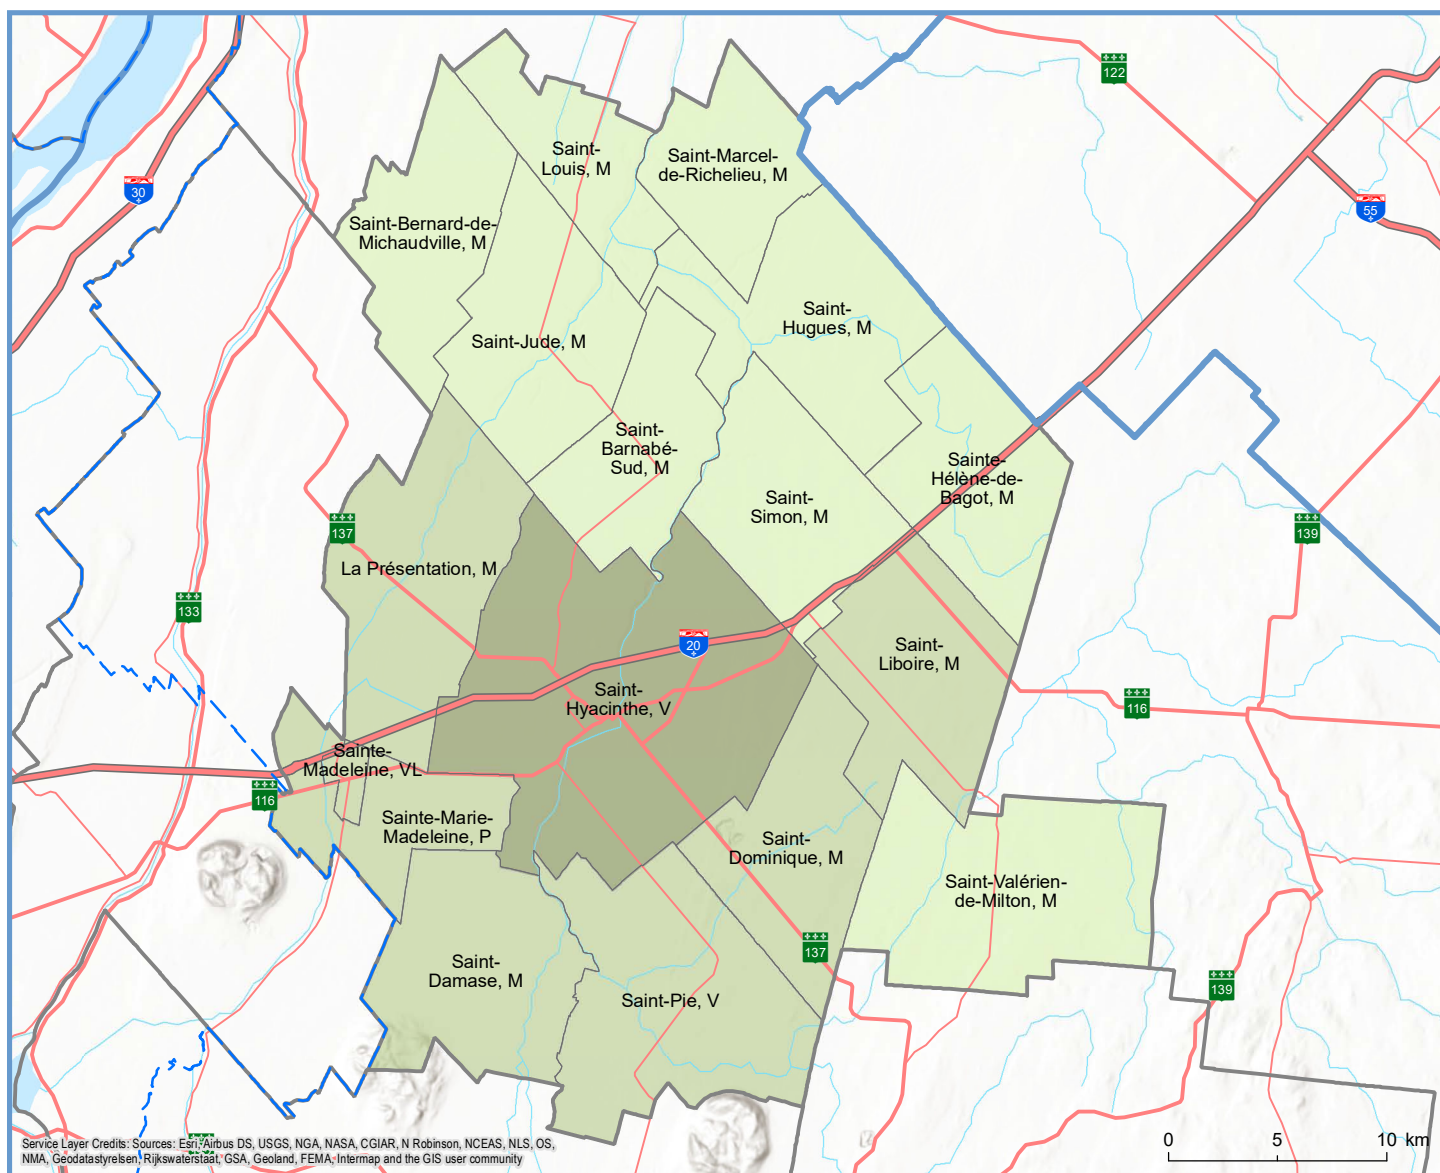 122
Saint-
Louis, M
Saint-Marcel-
de-Richelieu, M
30
55
Saint-Bernard-de-
Michaudville, M
Saint-
Hugues, M
Saint-Jude, M
Saint-
Barnabé-
Sud, M
Sainte-
Hélène-de-
Bagot, M
Saint-
Simon, M
137
139
La Présentation, M
133
20
Saint-
Liboire, M
Saint-
Hyacinthe, V
116
Sainte-
Madeleine, VL
116
Sainte-Marie-
Madeleine, P
Saint-
Dominique, M
Saint-Valérien-
de-Milton, M
137
Saint-
Damase, M
139
Saint-Pie, V
0 5 10 km
Service Layer Credits: Sources: Esri, Airbus DS, USGS, NGA, NASA, CGIAR, N Robinson, NCEAS, NLS, OS,
NMA, Geodatastyrelsen, Rijkswaterstaat, GSA, Geoland, FEMA, Intermap and the GIS user community